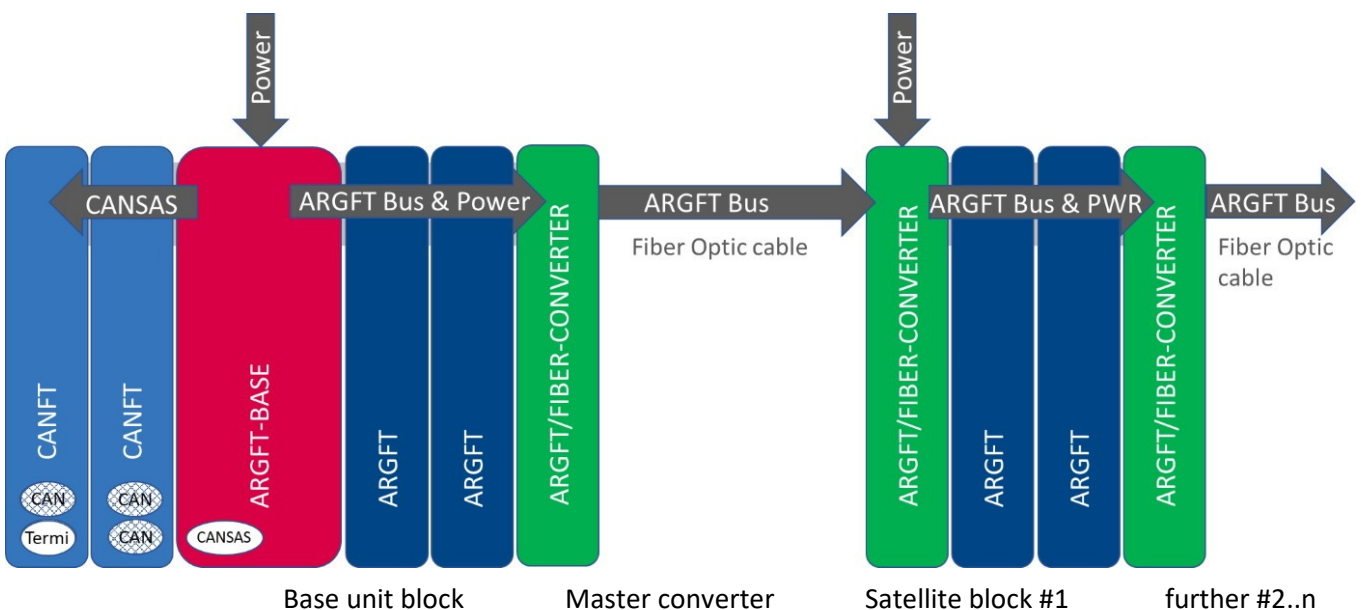 Power
Power
CANSAS
ARGFT Bus & Power
ARGFT Bus
ARGFT Bus & PWR
ARGFT Bus
Fiber Optic cable
Fiber Optic
cable
CANFT
CANFT
ARGFT-BASE
ARGFT
ARGFT
ARGFT/FIBER-CONVERTER
ARGFT/FIBER-CONVERTER
ARGFT
ARGFT
ARGFT/FIBER-CONVERTER
CAN
CAN
Termi
CAN
CANSAS
Base unit block
Master converter
Satellite block #1
further #2..n